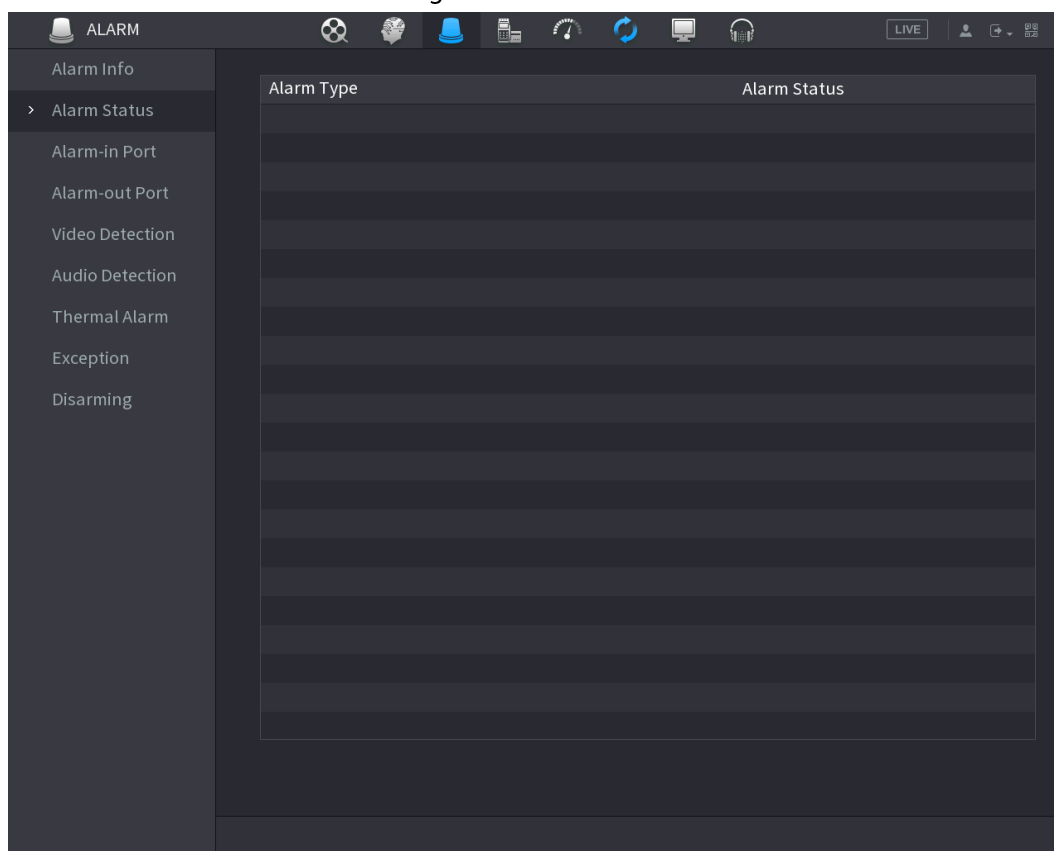 ALARM
LIVE
Alarm Info
Alarm Status
Alarm-in Port
Alarm-out Port
Video Detection
Audio Detection
Thermal Alarm
Exception
Disarming
Alarm Type Alarm Status